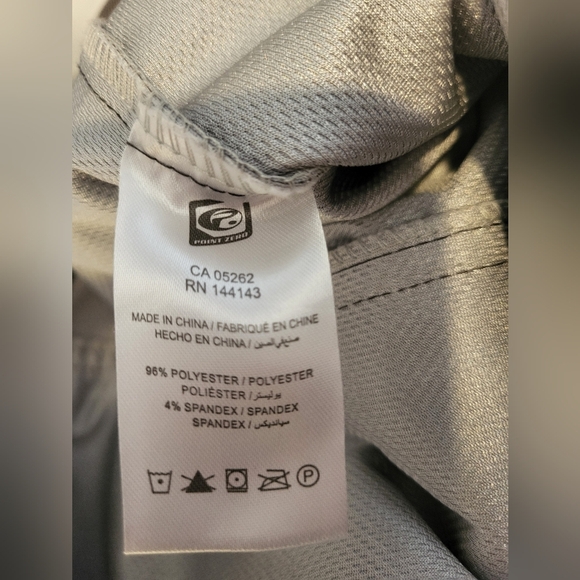 POINT ZERO
CA 05262
RN 144143
MADE IN CHINA / FABRIQUÉ EN CHINE
HECHO EN CHINA / صنع في الصين
96% POLYESTER / POLYESTER
POLIÉSTER / بوليستر
4% SPANDEX / SPANDEX
SPANDEX / سباندیکس
P